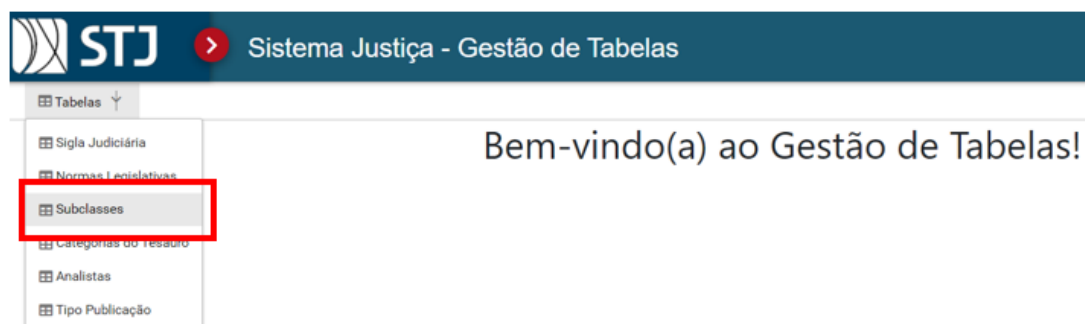 STJ
Sistema Justiça - Gestão de Tabelas
Tabelas
Bem-vindo(a) ao Gestão de Tabelas!
Sigla Judiciária
Normas Legislativas
Subclasses
Categorias do Tesauro
Analistas
Tipo Publicação